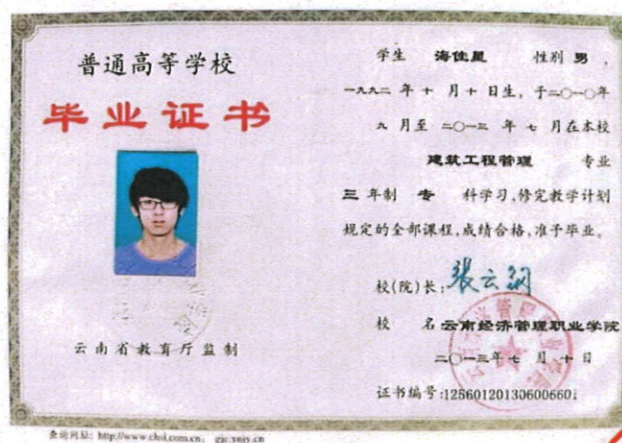 普通高等学校
毕业证书
云南省教育厅监制
学生 海佳星 性别 男，
一九九二 年 十 月 十 日生，于二〇一〇年
九 月至 二〇一三 年 七 月在本校
建筑工程管理 专业
三 年制 专 科学习，修完教学计划
规定的全部课程，成绩合格，准予毕业。
校(院)长：张云钢
校 名 云南经济管理职业学院
二〇一三年 七 月 十 日
证书编号：125601201306006601
查询网址： http://www.chsi.com.cn, gjc.ynjy.cn